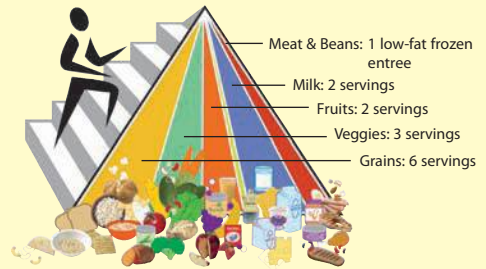 Meat & Beans: 1 low-fat frozen
entree
Milk: 2 servings
Fruits: 2 servings
Veggies: 3 servings
Grains: 6 servings